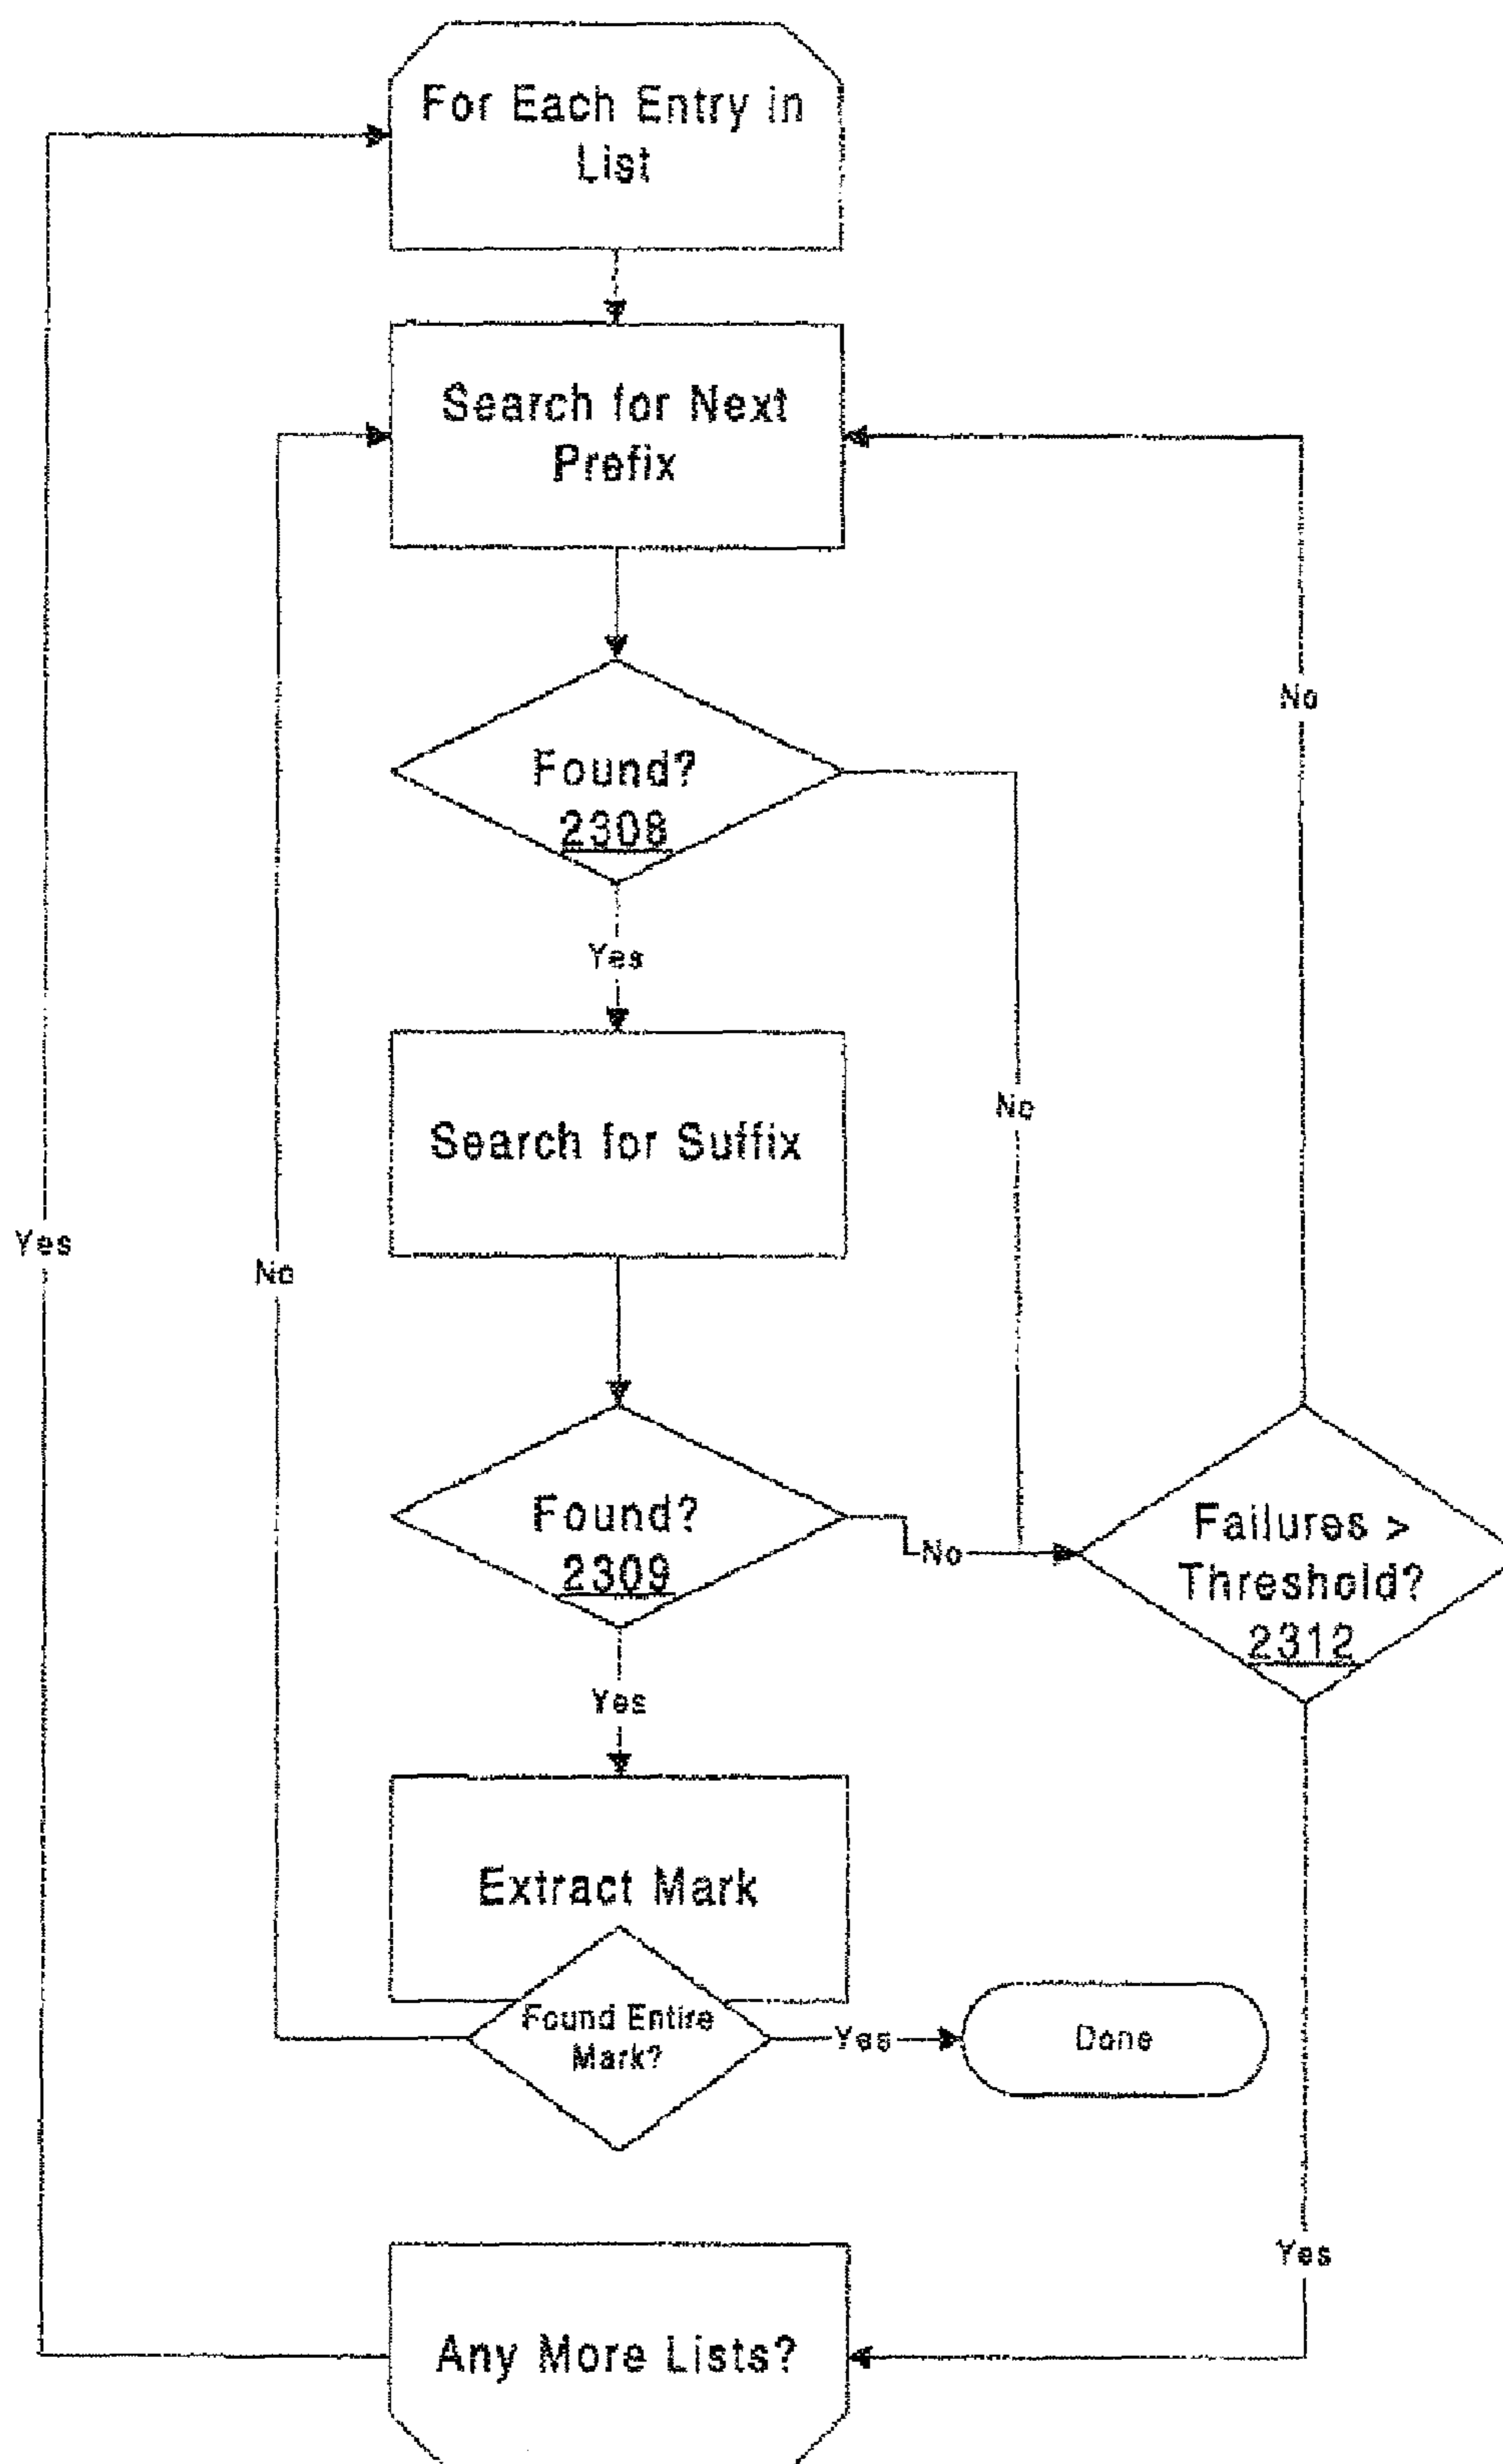 For Each Entry in
List
Search for Next
Prefix
No
Found?
2308
Yes
No
Search for Suffix
Yes
No
Found?
2309
No
Failures >
Threshold?
2312
Yes
Extract Mark
Found Entire
Mark?
Yes
Done
Yes
Any More Lists?